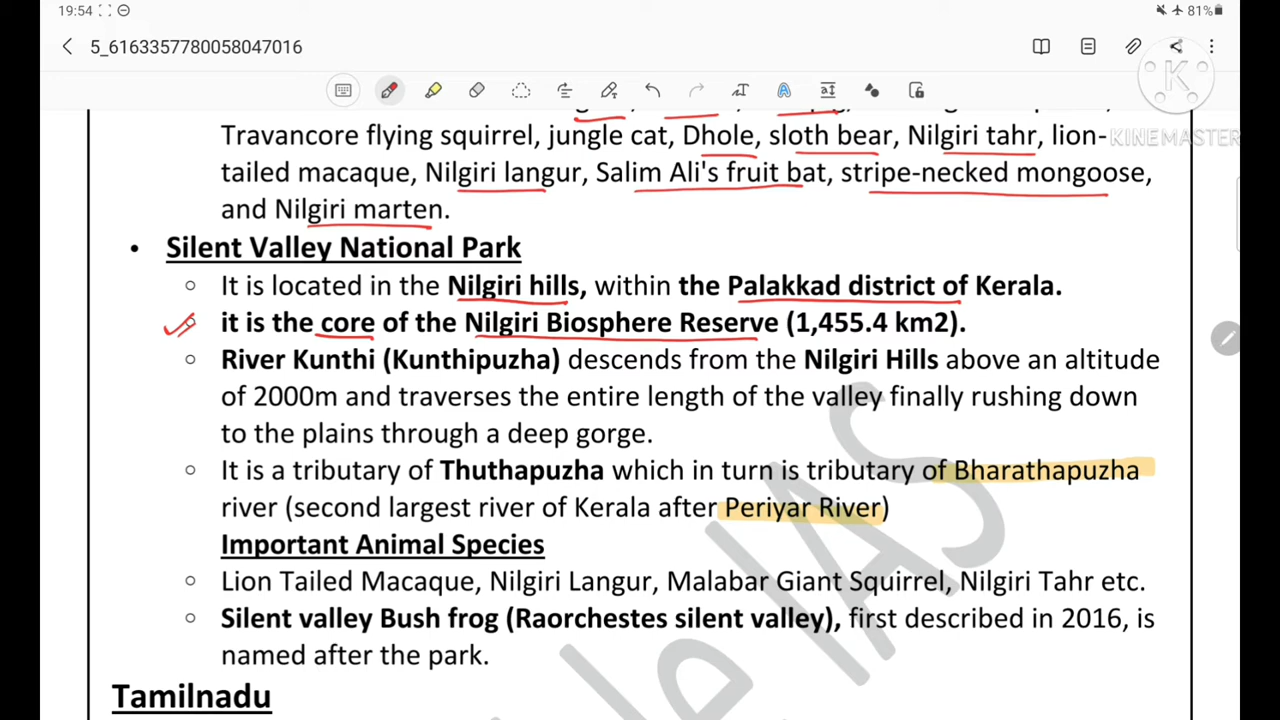 19:54
81%
5_6163357780058047016
K
KINEMASTER
Travancore flying squirrel, jungle cat, Dhole, sloth bear, Nilgiri tahr, lion-
tailed macaque, Nilgiri langur, Salim Ali's fruit bat, stripe-necked mongoose,
and Nilgiri marten.
• Silent Valley National Park
○ It is located in the Nilgiri hills, within the Palakkad district of Kerala.
○ it is the core of the Nilgiri Biosphere Reserve (1,455.4 km2).
○ River Kunthi (Kunthipuzha) descends from the Nilgiri Hills above an altitude
of 2000m and traverses the entire length of the valley finally rushing down
to the plains through a deep gorge.
○ It is a tributary of Thuthapuzha which in turn is tributary of Bharathapuzha
river (second largest river of Kerala after Periyar River)
Important Animal Species
○ Lion Tailed Macaque, Nilgiri Langur, Malabar Giant Squirrel, Nilgiri Tahr etc.
○ Silent valley Bush frog (Raorchestes silent valley), first described in 2016, is
named after the park.
Tamilnadu
IAS